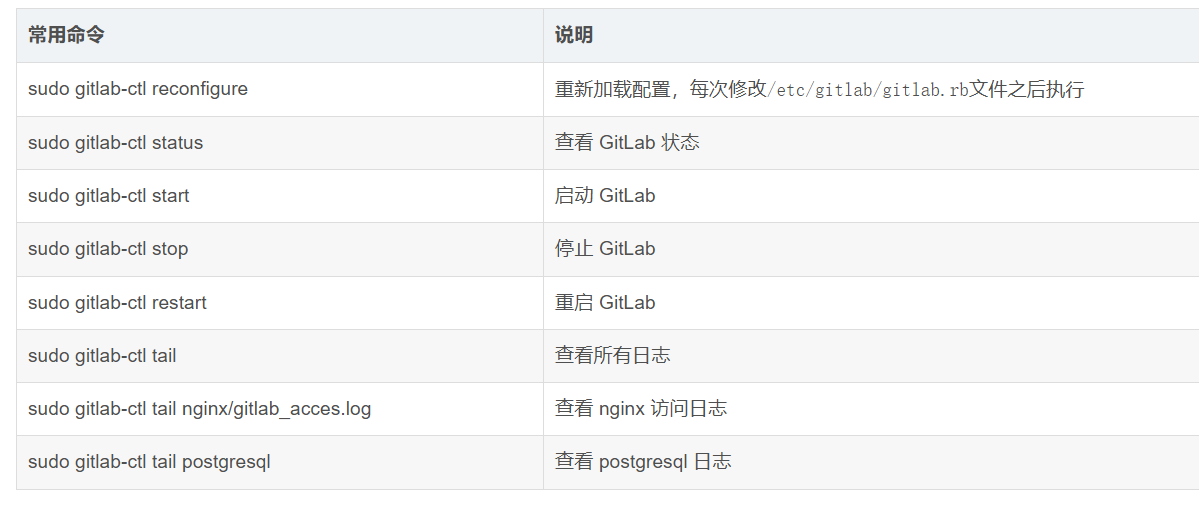 常用命令 说明
sudo gitlab-ctl reconfigure 重新加载配置，每次修改/etc/gitlab/gitlab.rb文件之后执行
sudo gitlab-ctl status 查看 GitLab 状态
sudo gitlab-ctl start 启动 GitLab
sudo gitlab-ctl stop 停止 GitLab
sudo gitlab-ctl restart 重启 GitLab
sudo gitlab-ctl tail 查看所有日志
sudo gitlab-ctl tail nginx/gitlab_acces.log 查看 nginx 访问日志
sudo gitlab-ctl tail postgresql 查看 postgresql 日志